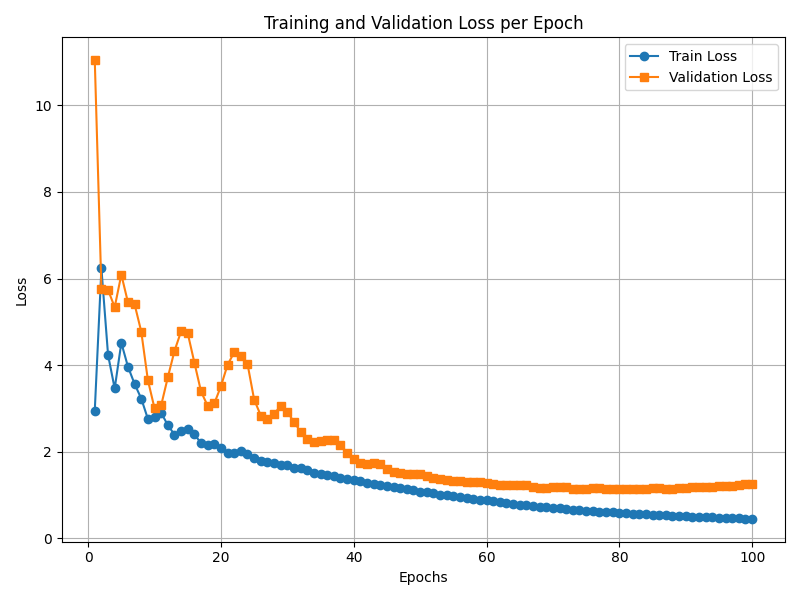 Training and Validation Loss per Epoch
Train Loss
Validation Loss
10
8
6
4
2
0
Loss
0 20 40 60 80 100
Epochs